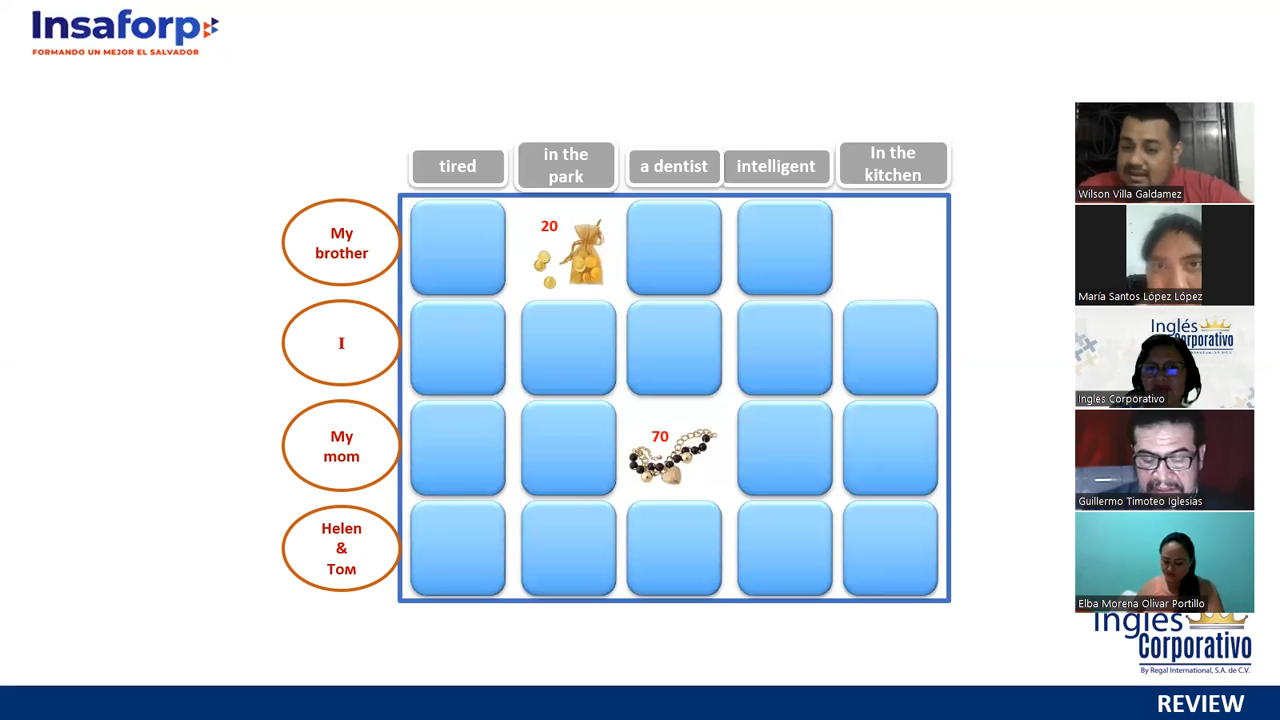 Insaforp
FORMANDO UN MEJOR EL SALVADOR
tired
in the
park
a dentist
intelligent
In the
kitchen
My
brother
20
I
My
mom
70
Helen
&
Tom
Wilson Villa Galdamez
María Santos López López
Inglés
Corporativo
Ingles Corporativo
Guillermo Timoteo Iglesias
Elba Morena Olivar Portillo
Inglés
Corporativo
By Regal International, S.A. de C.V.
REVIEW